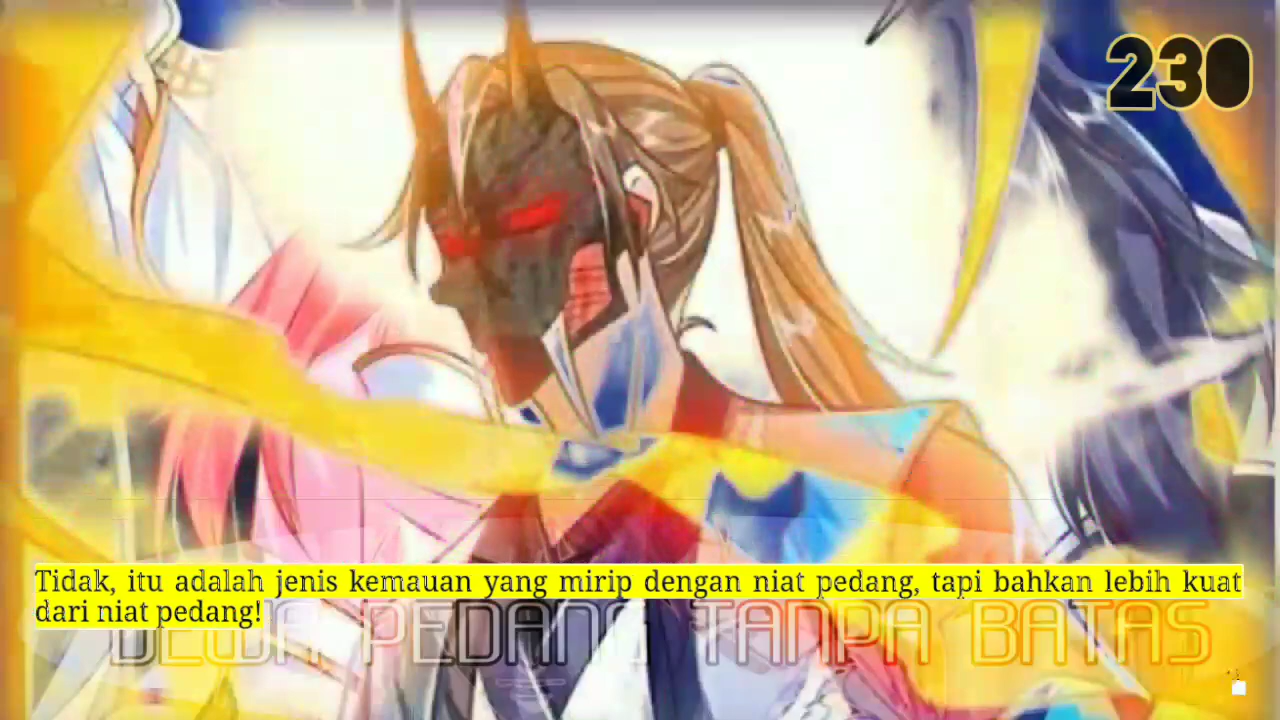 230
Tidak, itu adalah jenis kemauan yang mirip dengan niat pedang, tapi bahkan lebih kuat
dari niat pedang!
DEWA PEDANG TANPA BATAS